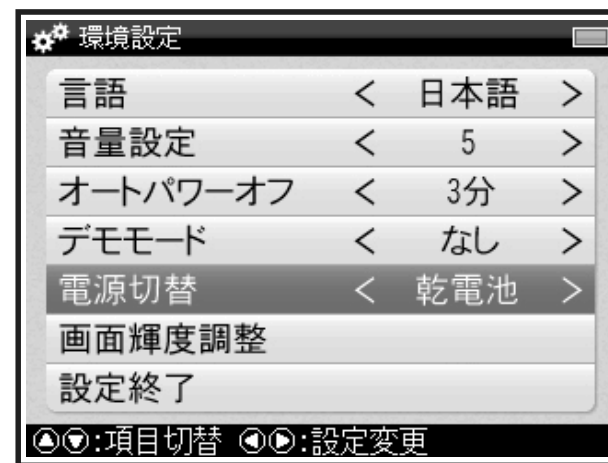 環境設定
言語 < 日本語 >
音量設定 < 5 >
オートパワーオフ < 3分 >
デモモード < なし >
電源切替 < 乾電池 >
画面輝度調整
設定終了
▲▼:項目切替 ◀▶:設定変更